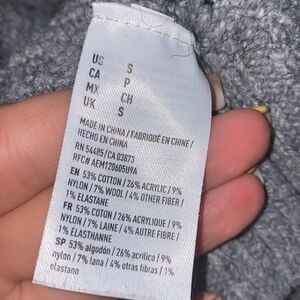 US S
CA P
MX CH
UK S
MADE IN CHINA / FABRIQUÉ EN CHINE /
HECHO EN CHINA
RN 54485/CA 03873
RFC# AEM120605U9A
EN 53% COTTON / 26% ACRYLIC / 9%
NYLON / 7% WOOL / 4% OTHER FIBER /
1% ELASTANE
FR 53% COTON / 26% ACRYLIQUE / 9%
NYLON / 7% LAINE / 4% AUTRE FIBRE /
1% ÉLASTHANNE
SP 53% algodón / 26% acrílico / 9%
nylon / 7% lana / 4% otras fibras / 1%
elastano